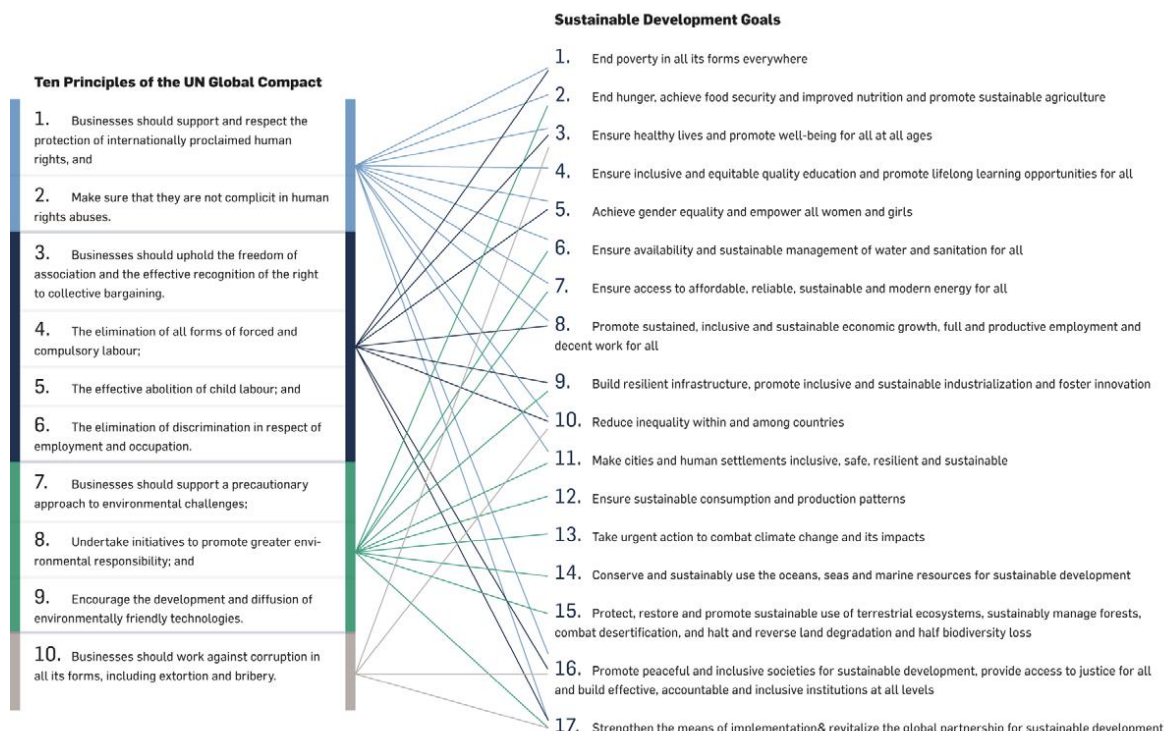 Ten Principles of the UN Global Compact
1. Businesses should support and respect the
protection of internationally proclaimed human
rights, and
2. Make sure that they are not complicit in human
rights abuses.
3. Businesses should uphold the freedom of
association and the effective recognition of the right
to collective bargaining.
4. The elimination of all forms of forced and
compulsory labour;
5. The effective abolition of child labour; and
6. The elimination of discrimination in respect of
employment and occupation.
7. Businesses should support a precautionary
approach to environmental challenges;
8. Undertake initiatives to promote greater envi-
ronmental responsibility; and
9. Encourage the development and diffusion of
environmentally friendly technologies.
10. Businesses should work against corruption in
all its forms, including extortion and bribery.
Sustainable Development Goals
1. End poverty in all its forms everywhere
2. End hunger, achieve food security and improved nutrition and promote sustainable agriculture
3. Ensure healthy lives and promote well-being for all at all ages
4. Ensure inclusive and equitable quality education and promote lifelong learning opportunities for all
5. Achieve gender equality and empower all women and girls
6. Ensure availability and sustainable management of water and sanitation for all
7. Ensure access to affordable, reliable, sustainable and modern energy for all
8. Promote sustained, inclusive and sustainable economic growth, full and productive employment and
decent work for all
9. Build resilient infrastructure, promote inclusive and sustainable industrialization and foster innovation
10. Reduce inequality within and among countries
11. Make cities and human settlements inclusive, safe, resilient and sustainable
12. Ensure sustainable consumption and production patterns
13. Take urgent action to combat climate change and its impacts
14. Conserve and sustainably use the oceans, seas and marine resources for sustainable development
15. Protect, restore and promote sustainable use of terrestrial ecosystems, sustainably manage forests,
combat desertification, and halt and reverse land degradation and half biodiversity loss
16. Promote peaceful and inclusive societies for sustainable development, provide access to justice for all
and build effective, accountable and inclusive institutions at all levels
17. Strengthen the means of implementation& revitalize the global partnership for sustainable development